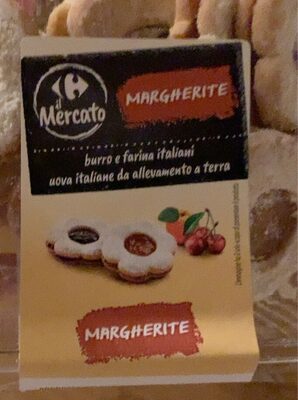 il
Mercato
MARGHERITE
burro e farina italiani
uova italiane da allevamento a terra
MARGHERITE